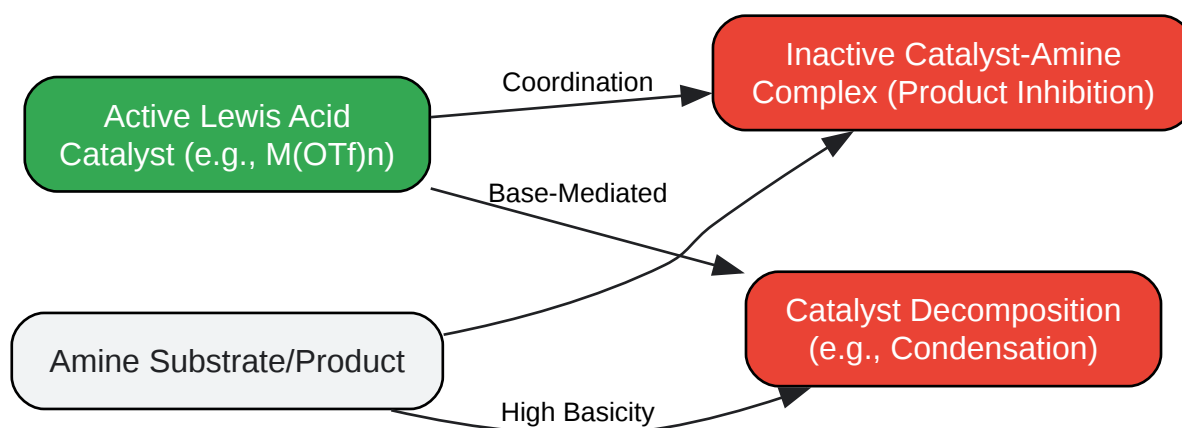 Active Lewis Acid
Catalyst (e.g., M(OTf)n)
Coordination
Inactive Catalyst-Amine
Complex (Product Inhibition)
Base-Mediated
Amine Substrate/Product
Catalyst Decomposition
(e.g., Condensation)
High Basicity